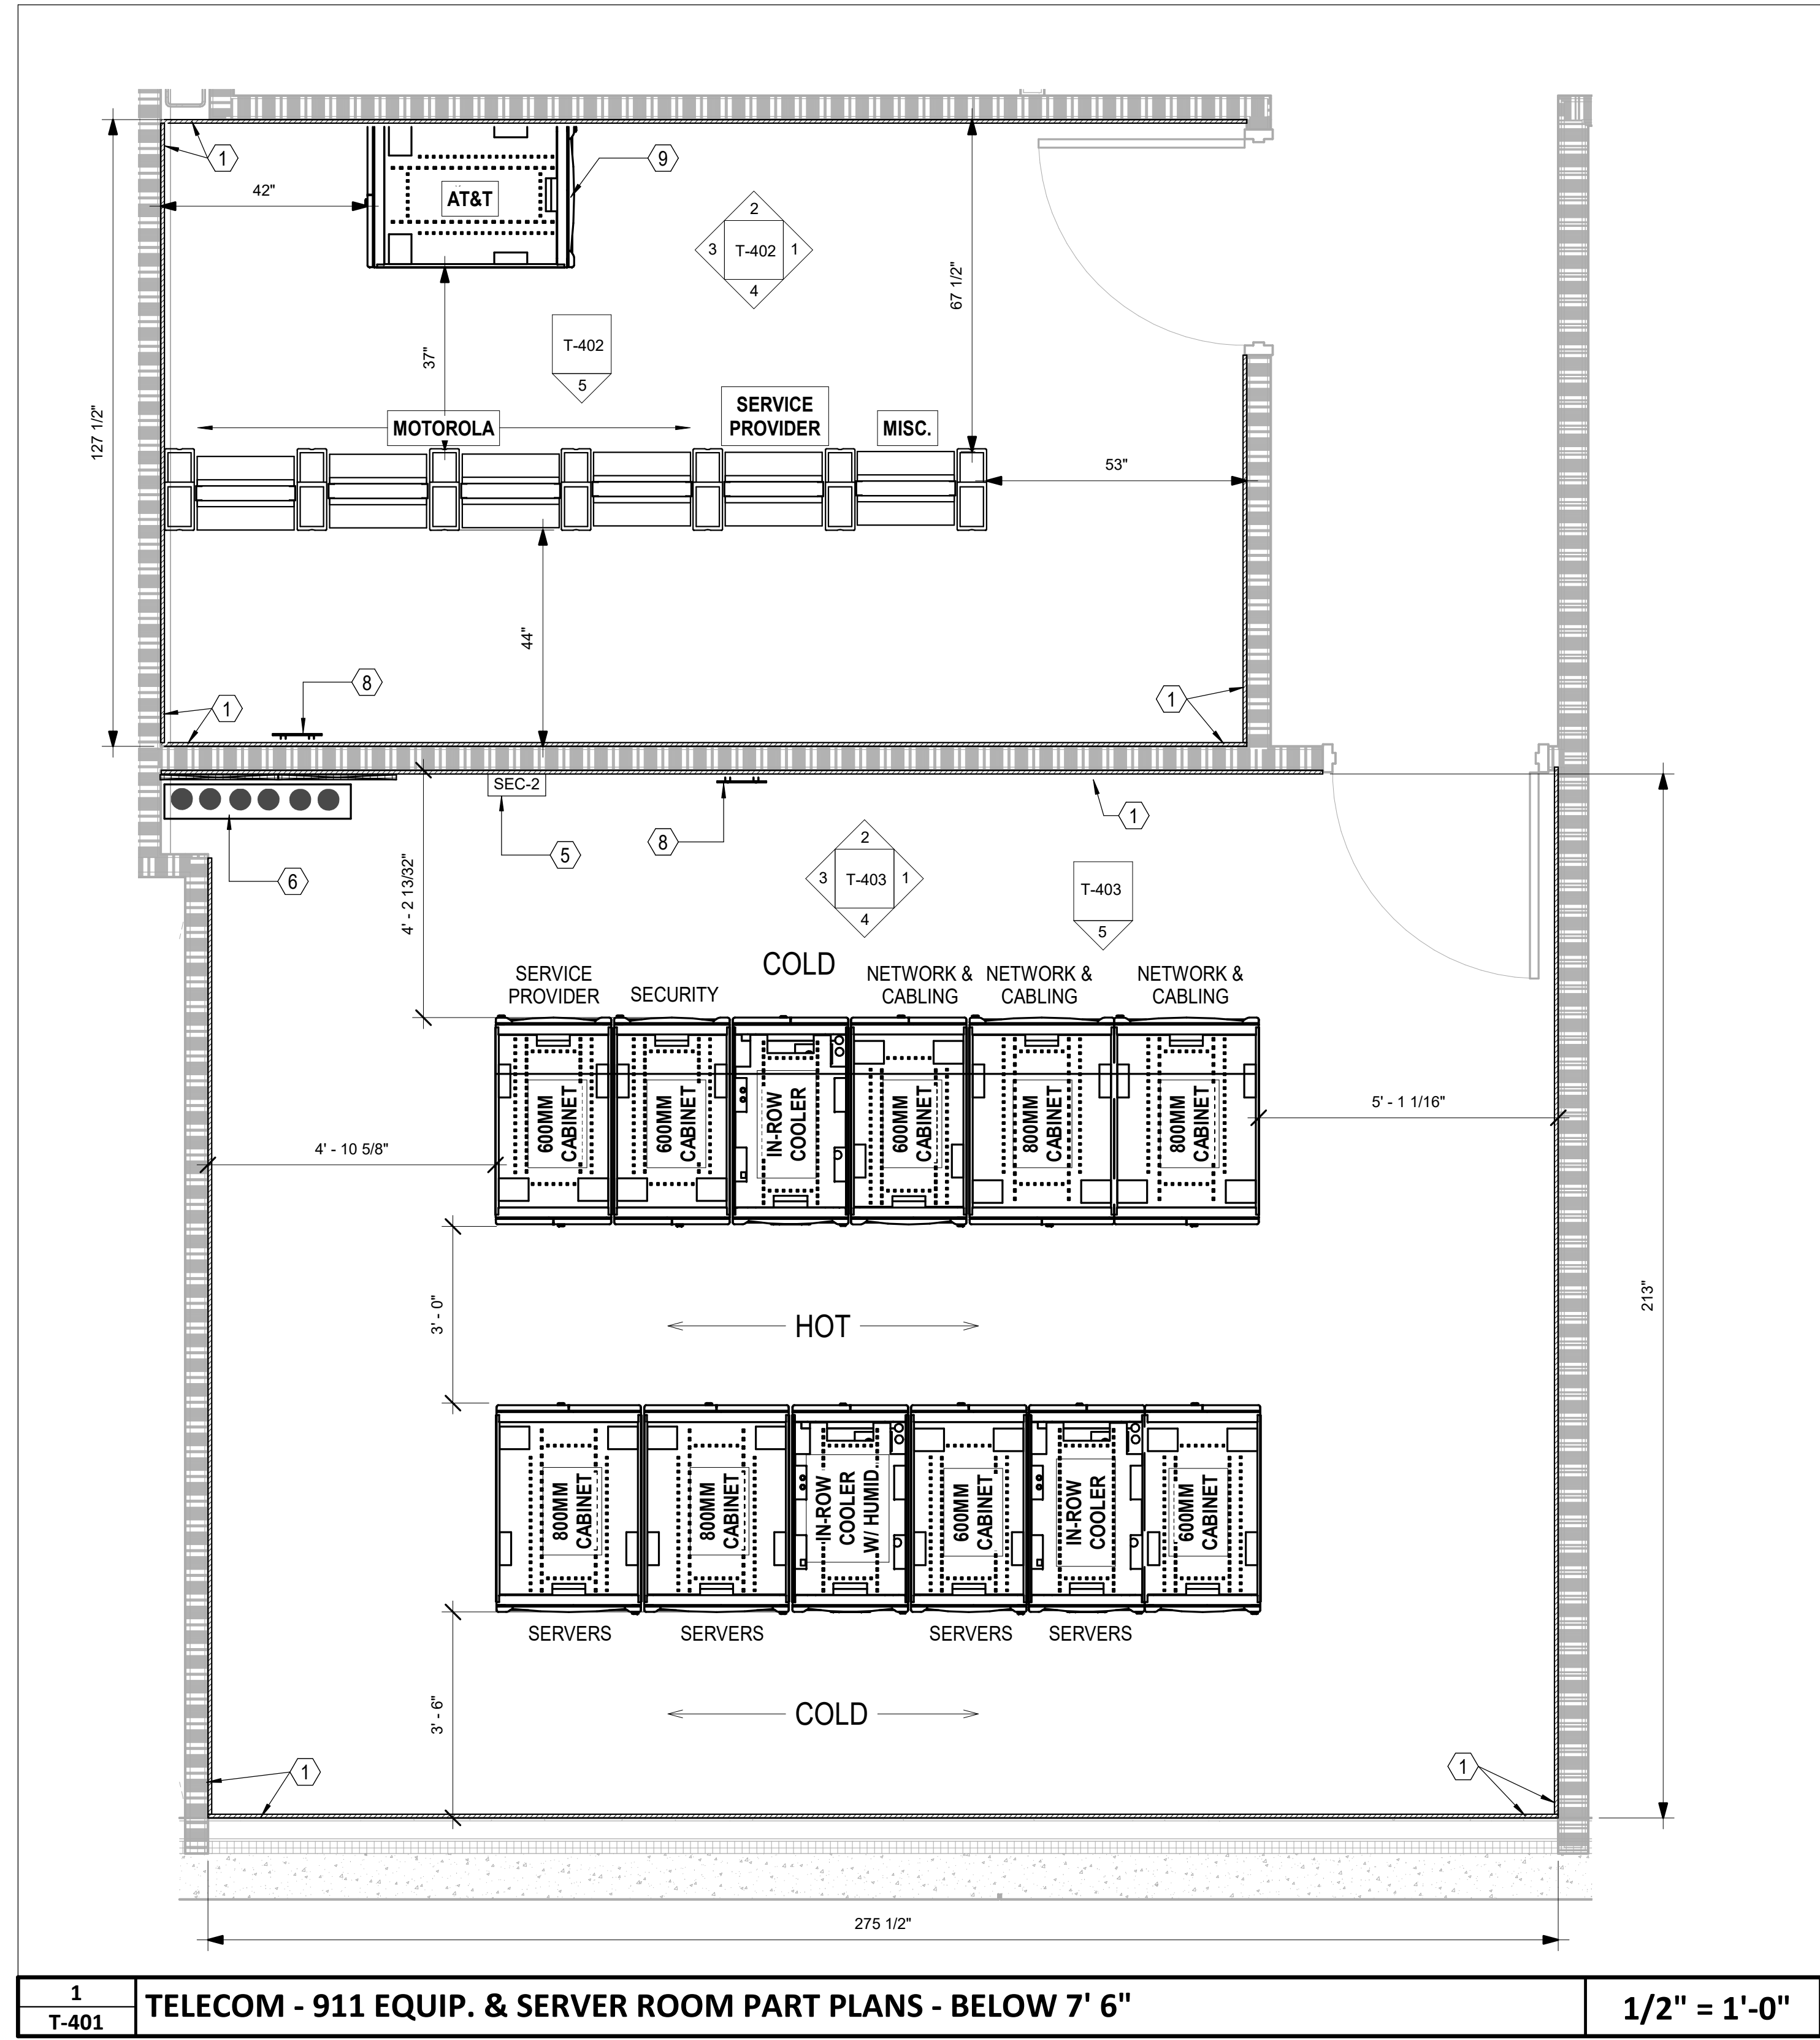 1
9
42"
AT&T
2
3
T-402
1
4
67 1/2"
37"
T-402
5
127 1/2"
MOTOROLA
SERVICE
PROVIDER
MISC.
53"
44"
8
1
1
SEC-2
8
5
6
1
4' - 2 13/32"
2
3
T-403
1
4
T-403
5
COLD
SERVICE
PROVIDER
SECURITY
NETWORK &
CABLING
NETWORK &
CABLING
NETWORK &
CABLING
600MM
CABINET
600MM
CABINET
IN-ROW
COOLER
600MM
CABINET
800MM
CABINET
800MM
CABINET
4' - 10 5/8"
5' - 1 1/16"
3' - 0"
HOT
213"
800MM
CABINET
800MM
CABINET
IN-ROW
COOLER
W/ HUMID.
600MM
CABINET
IN-ROW
COOLER
600MM
CABINET
SERVERS
SERVERS
SERVERS
SERVERS
3' - 6"
COLD
1
1
275 1/2"
1
T-401
TELECOM - 911 EQUIP. & SERVER ROOM PART PLANS - BELOW 7' 6"
1/2" = 1'-0"